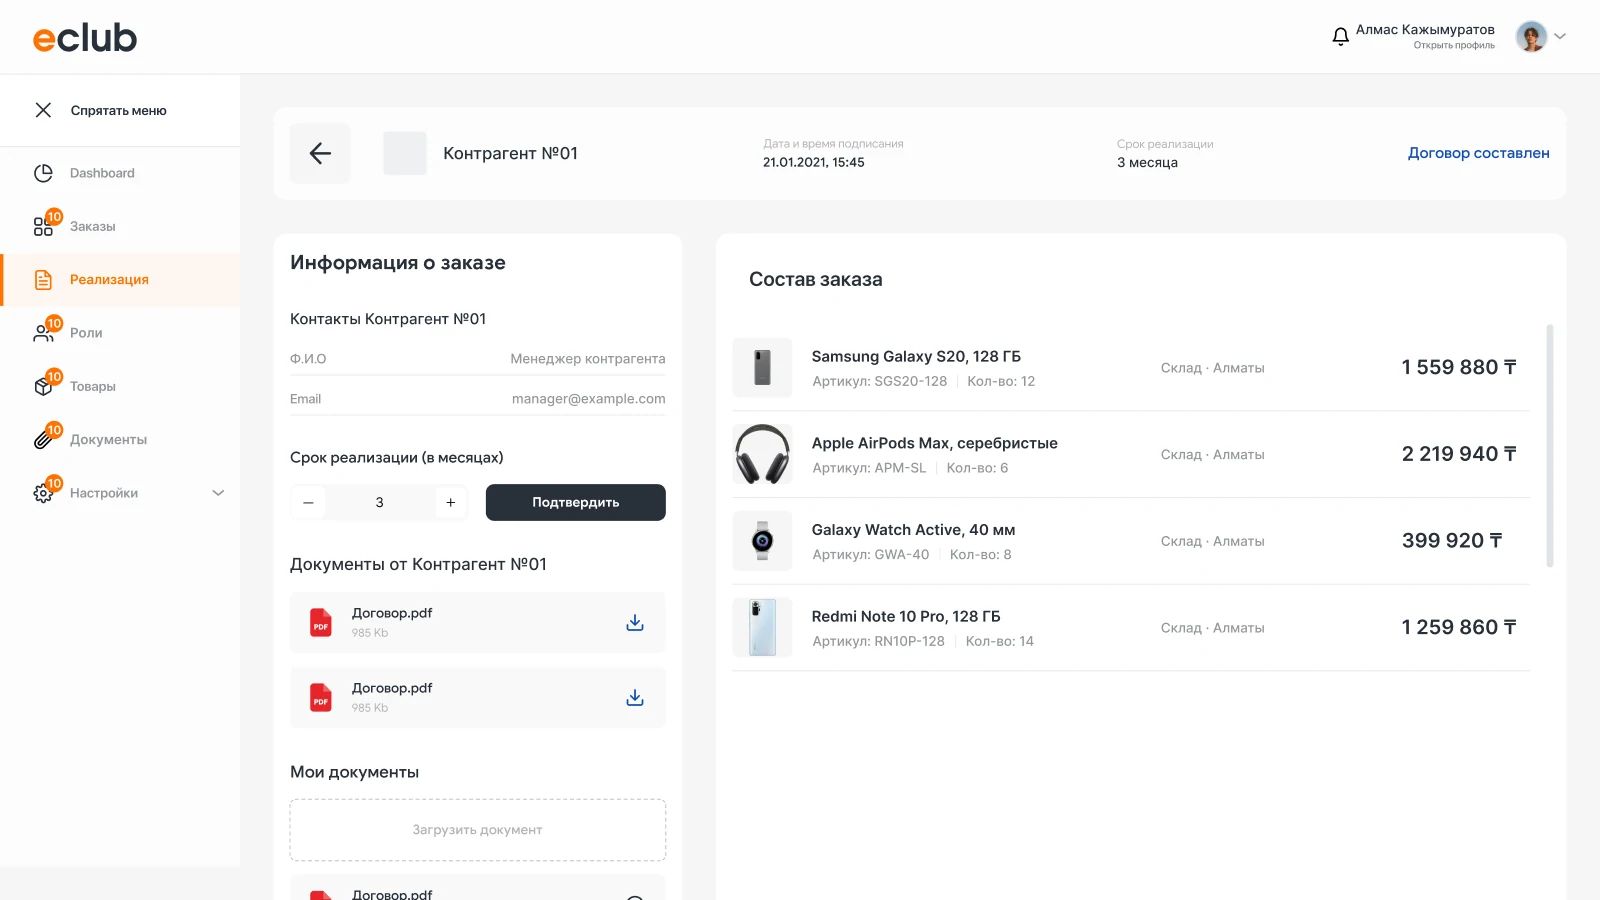 eclub
Алмас Кажымуратов
Открыть профиль
Спрятать меню
Dashboard
10
Заказы
Реализация
10
Роли
10
Товары
10
Документы
10
Настройки
Контрагент №01
Дата и время подписания
21.01.2021, 15:45
Срок реализации
3 месяца
Договор составлен
Информация о заказе
Контакты Контрагент №01
Ф.И.О
Менеджер контрагента
Email
manager@example.com
Срок реализации (в месяцах)
− 3 +
Подтвердить
Документы от Контрагент №01
PDF
Договор.pdf
985 Kb
PDF
Договор.pdf
985 Kb
Мои документы
Загрузить документ
Договор.pdf
Состав заказа
Samsung Galaxy S20, 128 ГБ
Артикул: SGS20-128 | Кол-во: 12
Склад · Алматы
1 559 880 ₸
Apple AirPods Max, серебристые
Артикул: APM-SL | Кол-во: 6
Склад · Алматы
2 219 940 ₸
Galaxy Watch Active, 40 мм
Артикул: GWA-40 | Кол-во: 8
Склад · Алматы
399 920 ₸
Redmi Note 10 Pro, 128 ГБ
Артикул: RN10P-128 | Кол-во: 14
Склад · Алматы
1 259 860 ₸